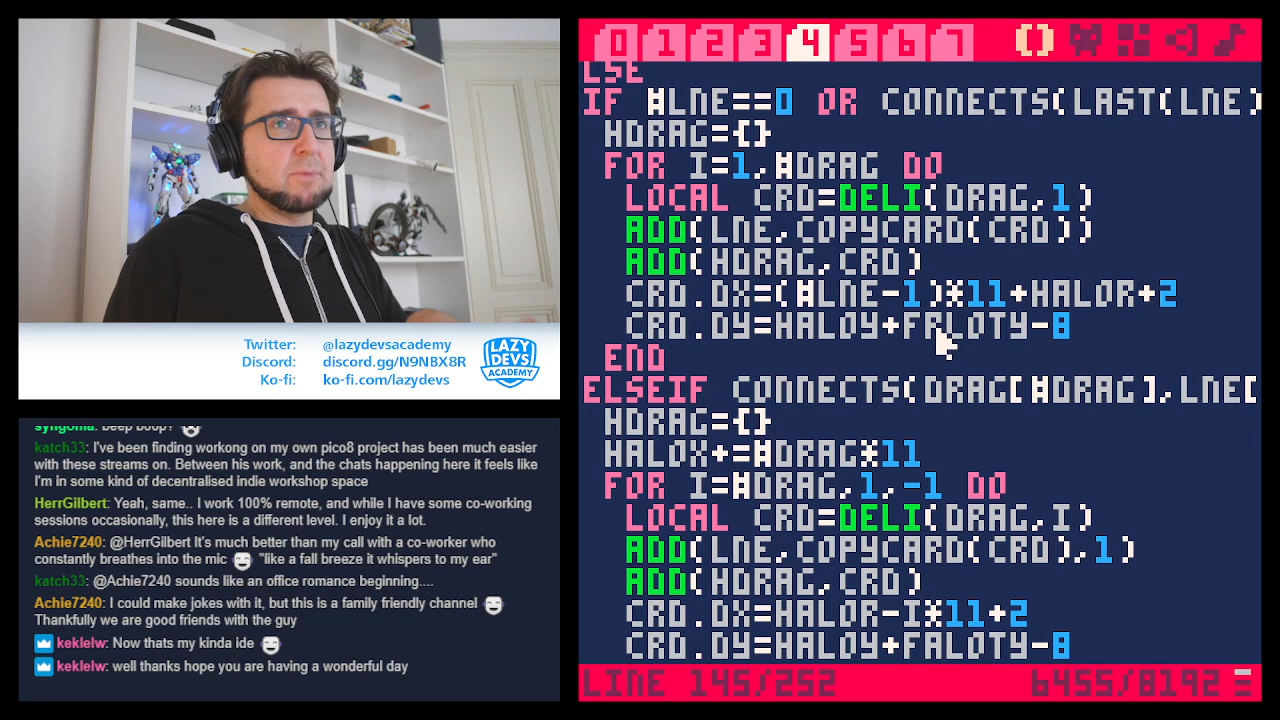 Twitter: @lazydevsacademy
Discord: discord.gg/N9NBX8R
Ko-fi: ko-fi.com/lazydevs
LAZY
DEVS
ACADEMY
syngoma: beep boop?
katch33: I've been finding workong on my own pico8 project has been much easier
with these streams on. Between his work, and the chats happening here it feels like
I'm in some kind of decentralised indie workshop space
HerrGilbert: Yeah, same.. I work 100% remote, and while I have some co-working
sessions occasionally, this here is a different level. I enjoy it a lot.
Achie7240: @HerrGilbert It's much better than my call with a co-worker who
constantly breathes into the mic "like a fall breeze it whispers to my ear"
katch33: @Achie7240 sounds like an office romance beginning....
Achie7240: I could make jokes with it, but this is a family friendly channel
Thankfully we are good friends with the guy
keklelw: Now thats my kinda ide
keklelw: well thanks hope you are having a wonderful day
0 1 2 3 4 5 6 7 ()
LSE
IF #LNE==0 OR CONNECTS(LAST(LNE)
HDRAG={}
FOR I=1,#DRAG DO
LOCAL CRD=DELI(DRAG,1)
ADD(LNE,COPYCARD(CRD))
ADD(HDRAG,CRD)
CRD.DX=(#LNE-1)*11+HALOR+2
CRD.DY=HALOY+FALOTY-8
END
ELSEIF CONNECTS(DRAG[#DRAG],LNE[
HDRAG={}
HALOX+=#DRAG*11
FOR I=#DRAG,1,-1 DO
LOCAL CRD=DELI(DRAG,I)
ADD(LNE,COPYCARD(CRD),1)
ADD(HDRAG,CRD)
CRD.DX=HALOR-I*11+2
CRD.DY=HALOY+FALOTY-8
LINE 145/252 6455/8192